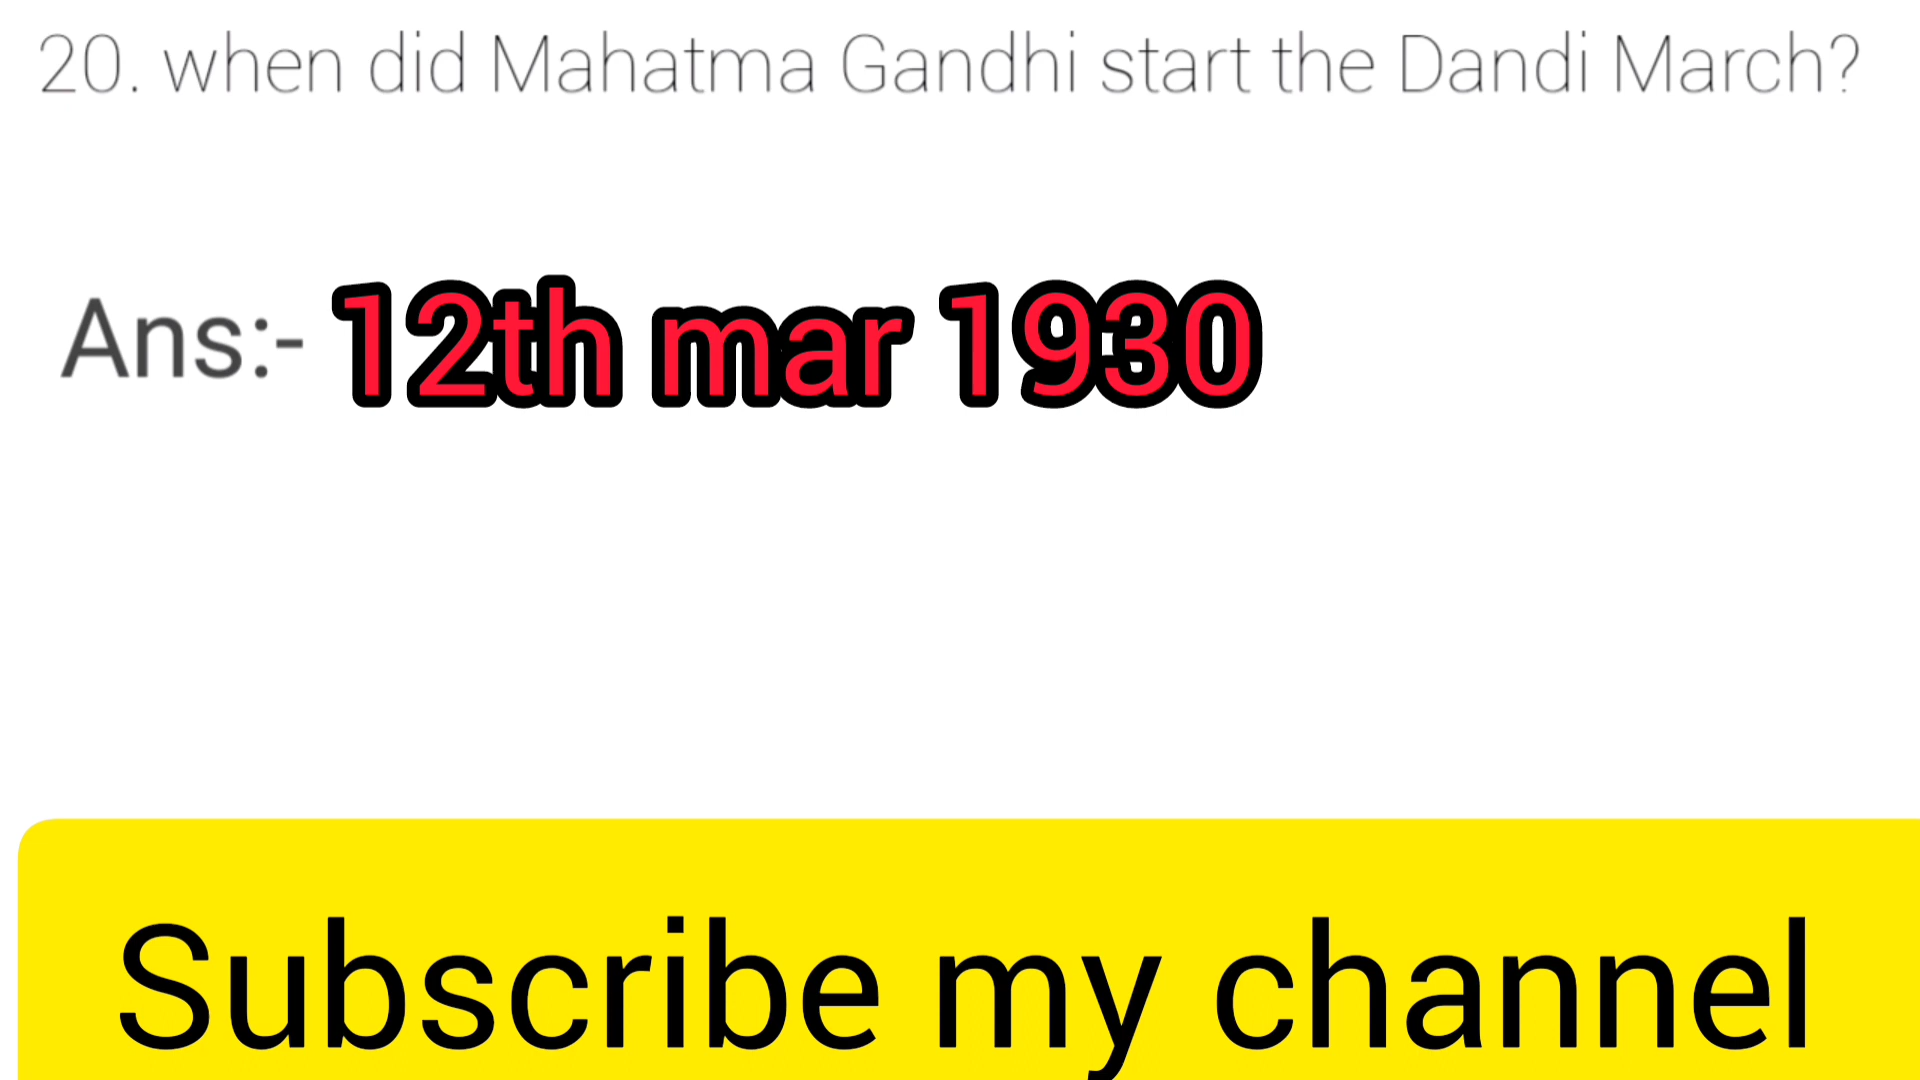 20. when did Mahatma Gandhi start the Dandi March?
Ans:- 12th mar 1930
Subscribe my channel